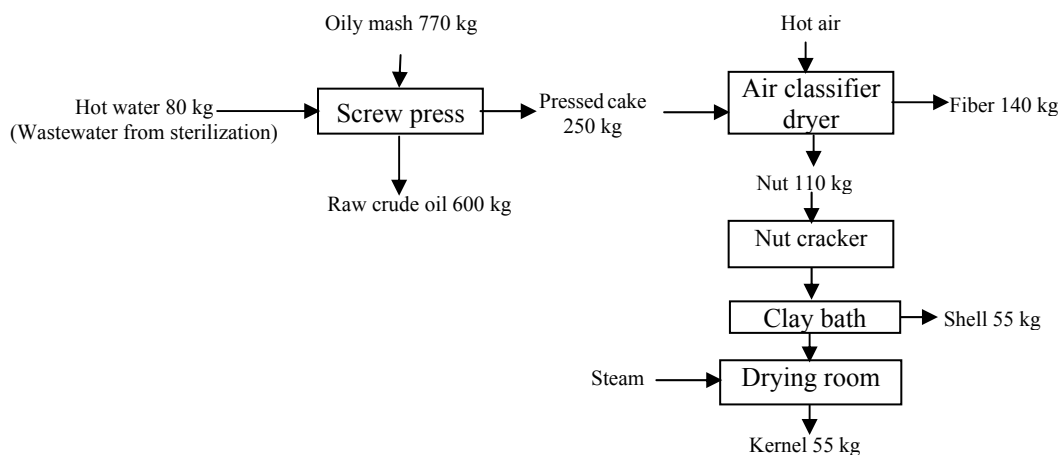 Oily mash 770 kg
Hot air
Hot water 80 kg
(Wastewater from sterilization)
Screw press
Pressed cake
250 kg
Air classifier
dryer
Fiber 140 kg
Raw crude oil 600 kg
Nut 110 kg
Nut cracker
Clay bath
Shell 55 kg
Steam
Drying room
Kernel 55 kg